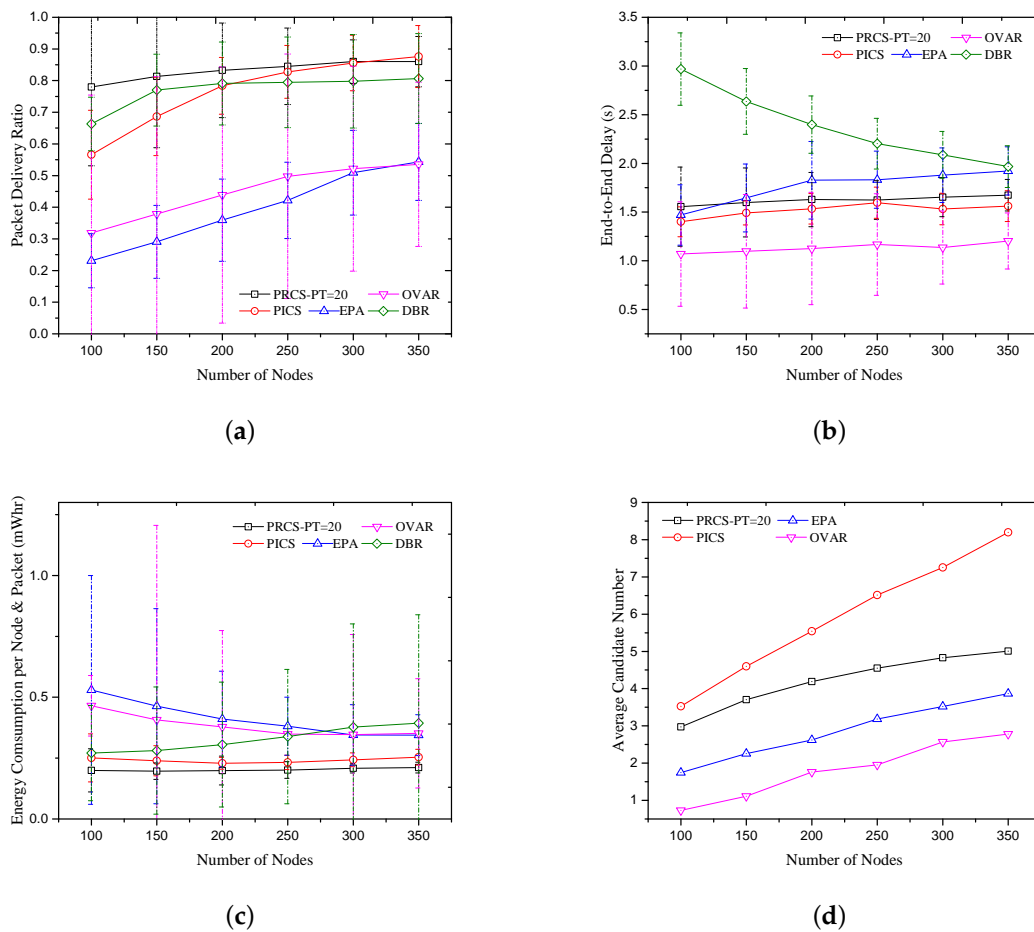 1.0
0.9
0.8
0.7
0.6
0.5
0.4
0.3
0.2
0.1
0.0
Packet Delivery Ratio
PRCS-PT=20 OVAR
PICS EPA DBR
100 150 200 250 300 350
Number of Nodes
(a)
3.5
3.0
2.5
2.0
1.5
1.0
0.5
End-to-End Delay (s)
PRCS-PT=20 OVAR
PICS EPA DBR
100 150 200 250 300 350
Number of Nodes
(b)
1.0
0.5
0.0
Energy Consumption per Node & Packet (mWhr)
PRCS-PT=20 OVAR
PICS EPA DBR
100 150 200 250 300 350
Number of Nodes
(c)
9
8
7
6
5
4
3
2
1
Average Candidate Number
PRCS-PT=20 EPA
PICS OVAR
100 150 200 250 300 350
Number of Nodes
(d)